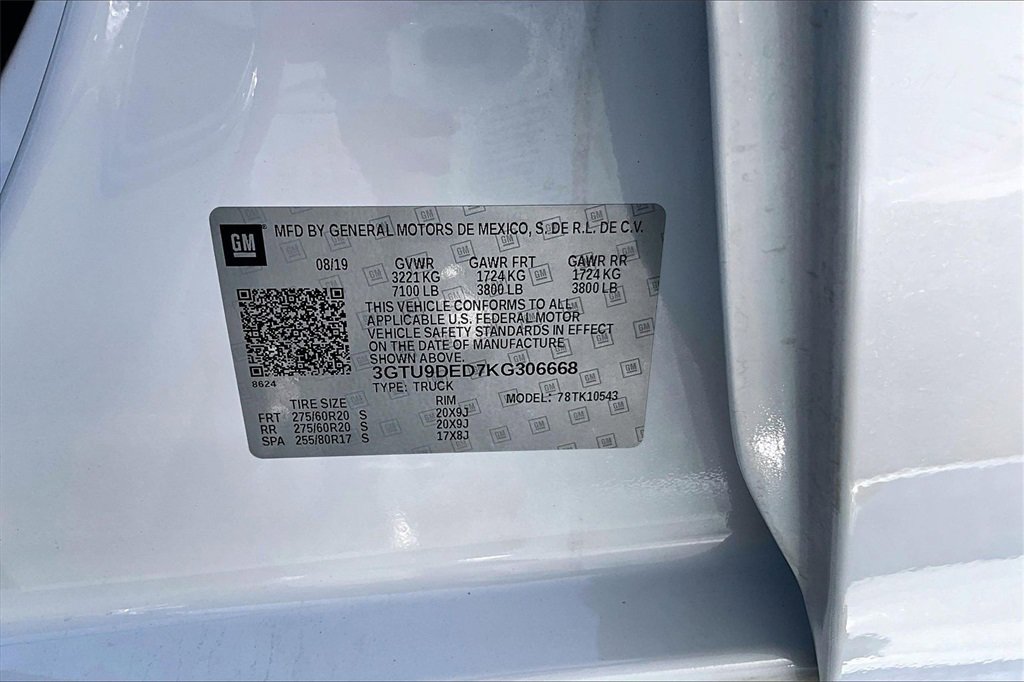 GM
MFD BY GENERAL MOTORS DE MEXICO, S. DE R.L. DE C.V.
08/19 GVWR GAWR FRT GAWR RR
3221 KG 1724 KG 1724 KG
7100 LB 3800 LB 3800 LB
THIS VEHICLE CONFORMS TO ALL
APPLICABLE U.S. FEDERAL MOTOR
VEHICLE SAFETY STANDARDS IN EFFECT
ON THE DATE OF MANUFACTURE
SHOWN ABOVE.
3GTU9DED7KG306668
8624
TYPE: TRUCK
TIRE SIZE RIM MODEL: 78TK10543
FRT 275/60R20 S 20X9J
RR 275/60R20 S 20X9J
SPA 255/80R17 S 17X8J